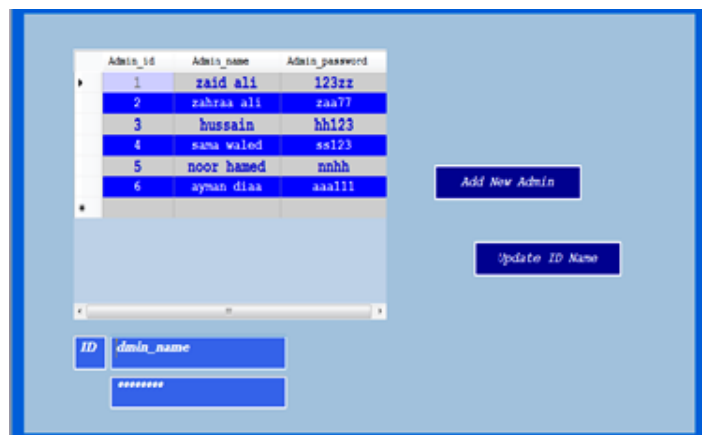 Admin_id Admin_name Admin_password
1 zaid ali 123zz
2 zahraa ali zaa77
3 hussain hh123
4 sama waled ss123
5 noor hamed nnhh
6 ayman diaa aaa111
Add New Admin
Update ID Name
ID dmin_name
********